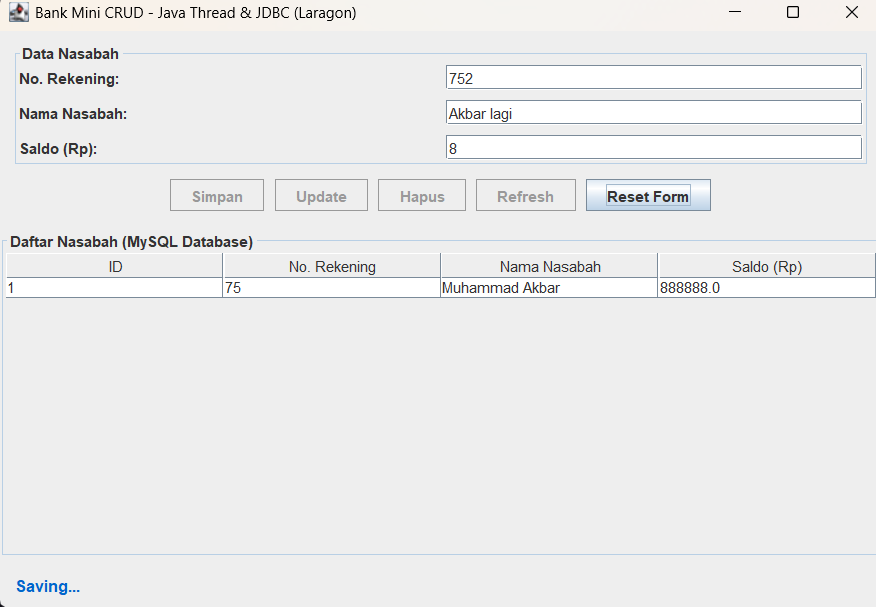 Bank Mini CRUD - Java Thread & JDBC (Laragon)
Data Nasabah
No. Rekening: 752
Nama Nasabah: Akbar lagi
Saldo (Rp): 8
Simpan Update Hapus Refresh Reset Form
Daftar Nasabah (MySQL Database)
ID No. Rekening Nama Nasabah Saldo (Rp)
1 75 Muhammad Akbar 888888.0
Saving...